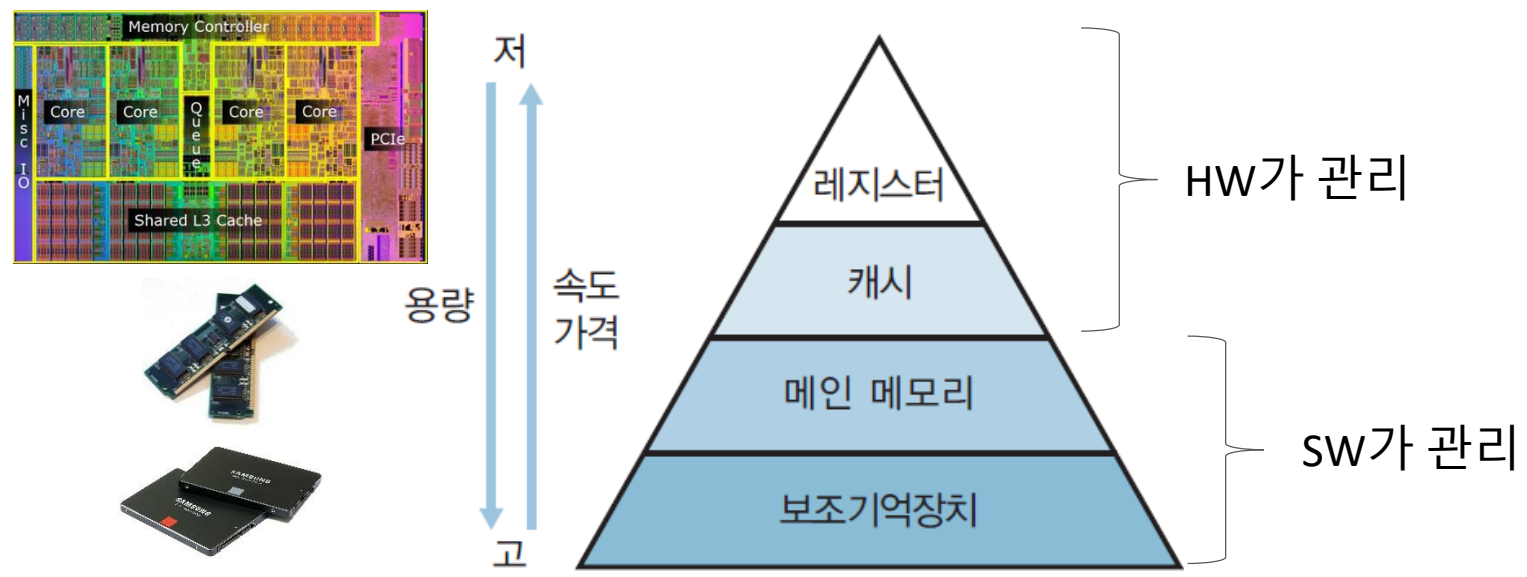 Memory Controller
Misc IO
Core
Core
Queue
Core
Core
PCIe
Shared L3 Cache
저
용량
속도
가격
고
레지스터
캐시
메인 메모리
보조기억장치
HW가 관리
SW가 관리
SAMSUNG
SAMSUNG